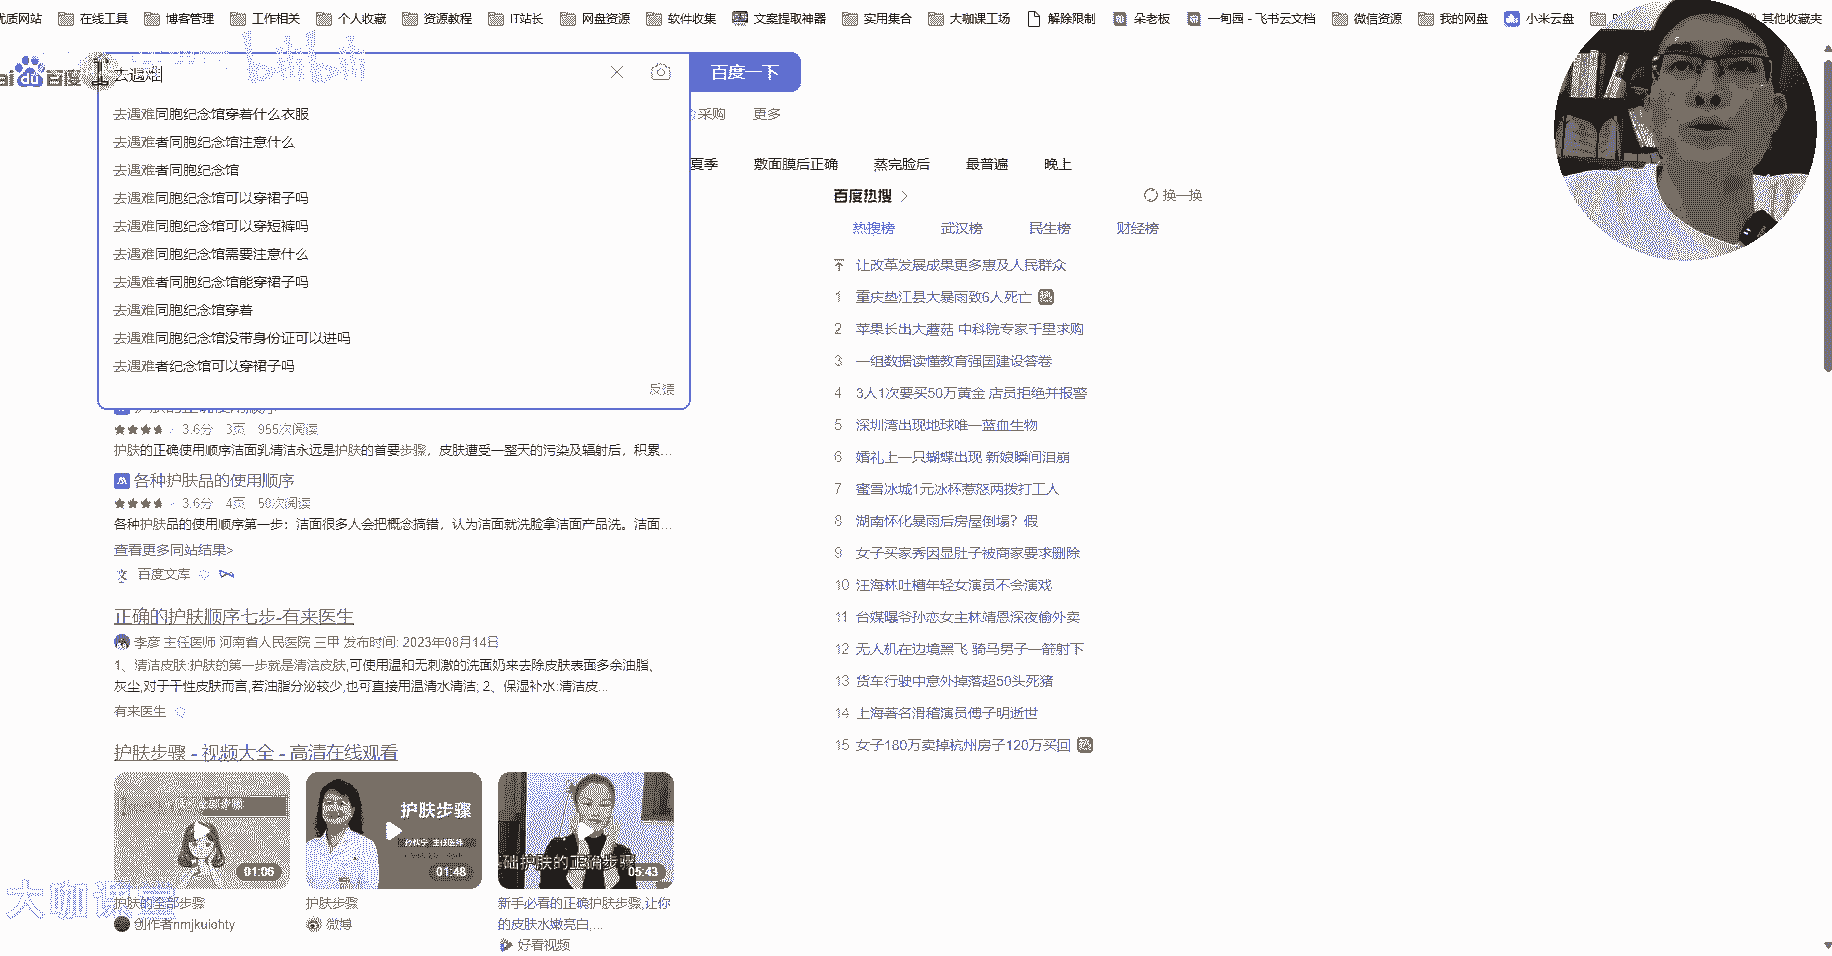 优质网站 在线工具 博客管理 工作相关 个人收藏 资源教程 IT站长 网盘资源 软件收集 文案提取神器 实用集合 大咖课工场 解除限制 朵老板 一甸园 - 飞书云文档 微信资源 我的网盘 小米云盘 其他收藏夹
bilibili
du百度 去遇难 百度一下
采购 更多
去遇难同胞纪念馆穿着什么衣服
去遇难者同胞纪念馆注意什么
去遇难者同胞纪念馆
去遇难同胞纪念馆可以穿裙子吗
去遇难同胞纪念馆可以穿短裤吗
去遇难同胞纪念馆需要注意什么
去遇难者同胞纪念馆能穿裙子吗
去遇难同胞纪念馆穿着
去遇难同胞纪念馆没带身份证可以进吗
去遇难者纪念馆可以穿裙子吗
反馈
夏季 敷面膜后正确 蒸完脸后 最普遍 晚上
护肤的正确使用顺序
3.6分 3页 955次阅读
护肤的正确使用顺序洁面乳清洁永远是护肤的首要步骤，皮肤遭受一整天的污染及辐射后，积累...
各种护肤品的使用顺序
3.6分 4页 50次阅读
各种护肤品的使用顺序第一步：洁面很多人会把概念搞错，认为洁面就洗脸拿洁面产品洗。洁面...
查看更多同站结果>
百度文库
正确的护肤顺序七步-有来医生
李彦 主任医师 河南省人民医院 三甲 发布时间: 2023年08月14日
1、清洁皮肤:护肤的第一步就是清洁皮肤,可使用温和无刺激的洗面奶来去除皮肤表面多余油脂、
灰尘,对于干性皮肤而言,若油脂分泌较少,也可直接用温清水清洁; 2、保湿补水:清洁皮...
有来医生
护肤步骤 - 视频大全 - 高清在线观看
01:06
护肤步骤
主任医师
01:48
基础护肤的正确步骤
05:43
护肤的全部步骤
创作者nmjkuiohty
护肤步骤
微博
新手必看的正确护肤步骤,让你
的皮肤水嫩亮白,...
好看视频
大咖课堂
百度热搜 换一换
热搜榜 武汉榜 民生榜 财经榜
让改革发展成果更多惠及人民群众
1 重庆垫江县大暴雨致6人死亡 热
2 苹果长出大蘑菇 中科院专家千里求购
3 一组数据读懂教育强国建设答卷
4 3人1次要买50万黄金 店员拒绝并报警
5 深圳湾出现地球唯一蓝血生物
6 婚礼上一只蝴蝶出现 新娘瞬间泪崩
7 蜜雪冰城1元冰杯惹怒两拨打工人
8 湖南怀化暴雨后房屋倒塌？假
9 女子买家秀因显肚子被商家要求删除
10 汪海林吐槽年轻女演员不会演戏
11 台媒曝爷孙恋女主林靖恩深夜偷外卖
12 无人机在边境黑飞 骑马男子一箭射下
13 货车行驶中意外掉落超50头死猪
14 上海著名滑稽演员傅子明逝世
15 女子180万卖掉杭州房子120万买回 热